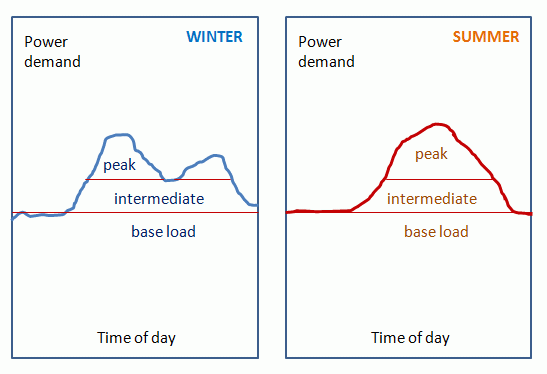 Power
demand
WINTER
peak
intermediate
base load
Time of day
Power
demand
SUMMER
peak
intermediate
base load
Time of day